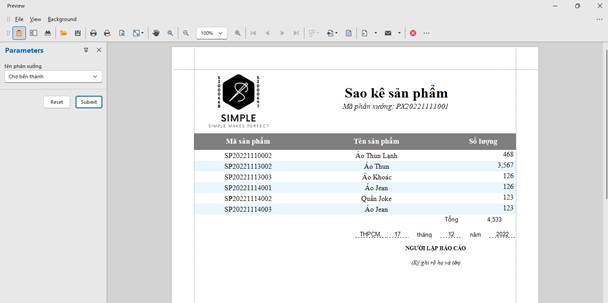 Preview
File View Background
100%
Parameters
tên phân xưởng
Chợ bến thành
Reset Submit
SIMPLE
SIMPLE MAKES PERFECT
Sao kê sản phẩm
Mã phân xưởng: PX20221111001
Mã sản phẩm Tên sản phẩm Số lượng
SP20221110002 Áo Thun Lạnh 468
SP20221113002 Áo Thun 3,567
SP20221113003 Áo Khoác 126
SP20221114001 Áo Jean 126
SP20221114002 Quần Joke 123
SP20221114003 Áo Jean 123
Tổng 4,533
THPCM, 17 tháng 12 năm 2022
NGƯỜI LẬP BÁO CÁO
(Ký ghi rõ họ và tên)